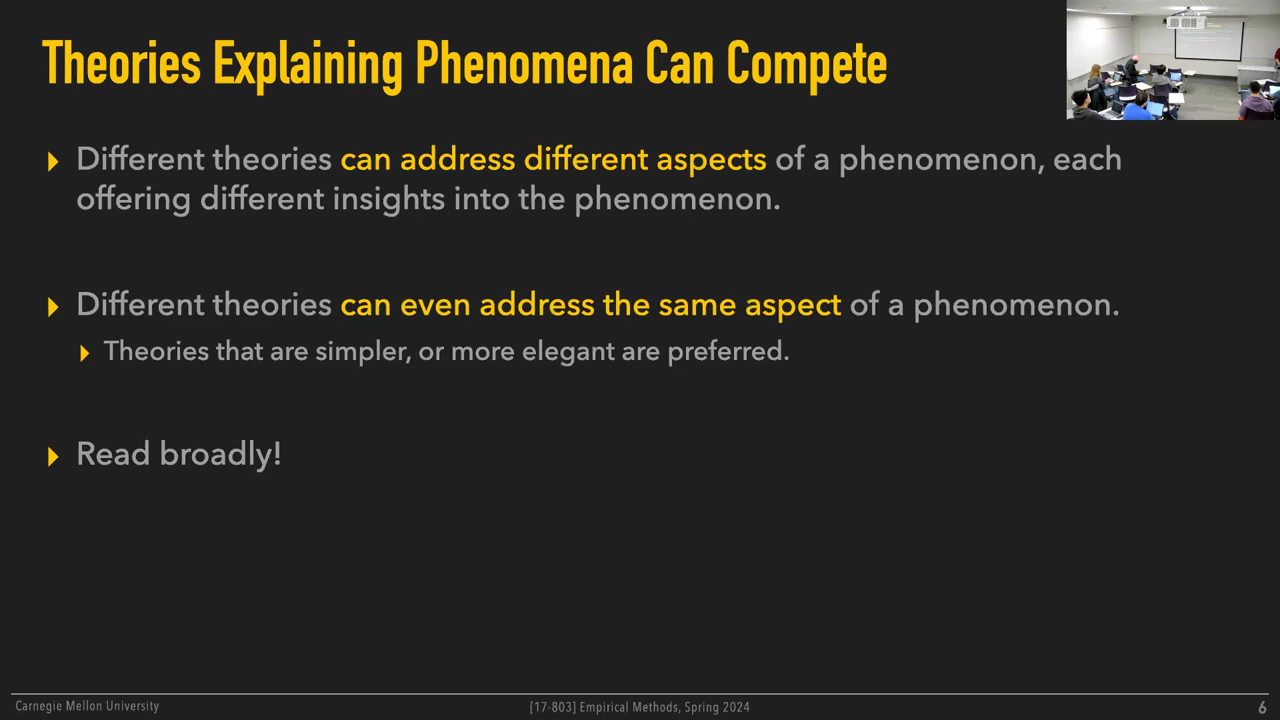 Theories Explaining Phenomena Can Compete
Different theories can address different aspects of a phenomenon, each
offering different insights into the phenomenon.
Different theories can even address the same aspect of a phenomenon.
Theories that are simpler, or more elegant are preferred.
Read broadly!
Carnegie Mellon University
[17-803] Empirical Methods, Spring 2024
6